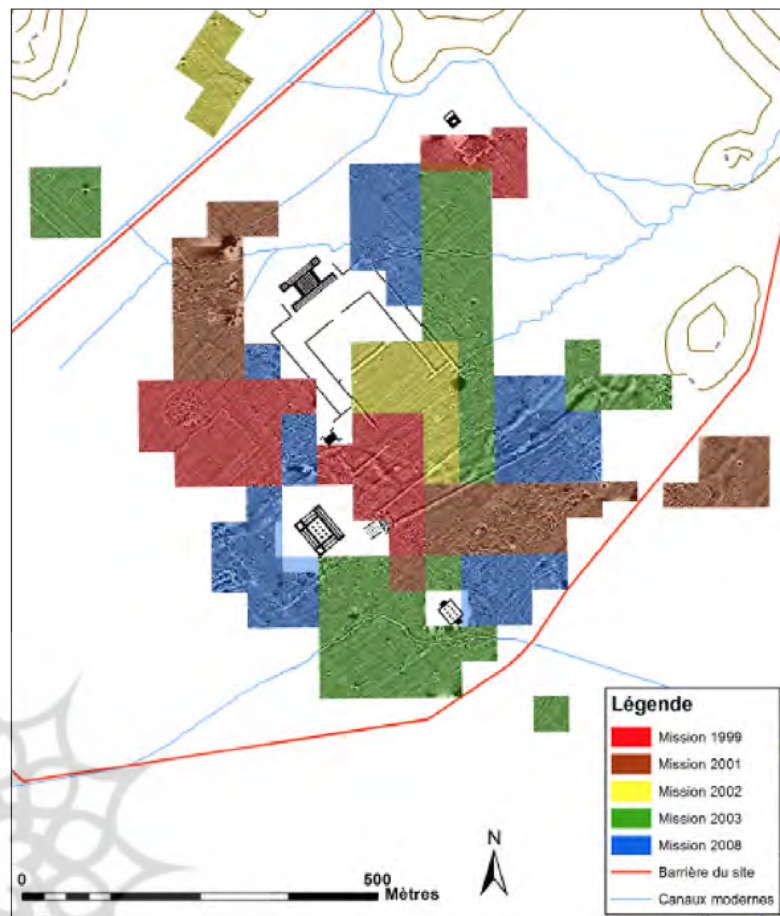 N
0
500
Mètres
Légende
Mission 1999
Mission 2001
Mission 2002
Mission 2003
Mission 2008
Barrière du site
Canaux modernes